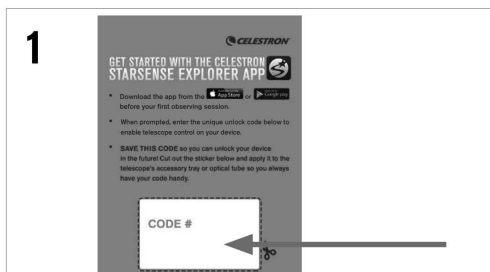 1
CELESTRON
GET STARTED WITH THE CELESTRON
STARSENSE EXPLORER APP
• Download the app from the App Store or Google play
before your first observing session.
• When prompted, enter the unique unlock code below to
enable telescope control on your device.
• SAVE THIS CODE so you can unlock your device
in the future! Cut out the sticker below and apply it to the
telescope's accessory tray or optical tube so you always
have your code handy.
CODE #